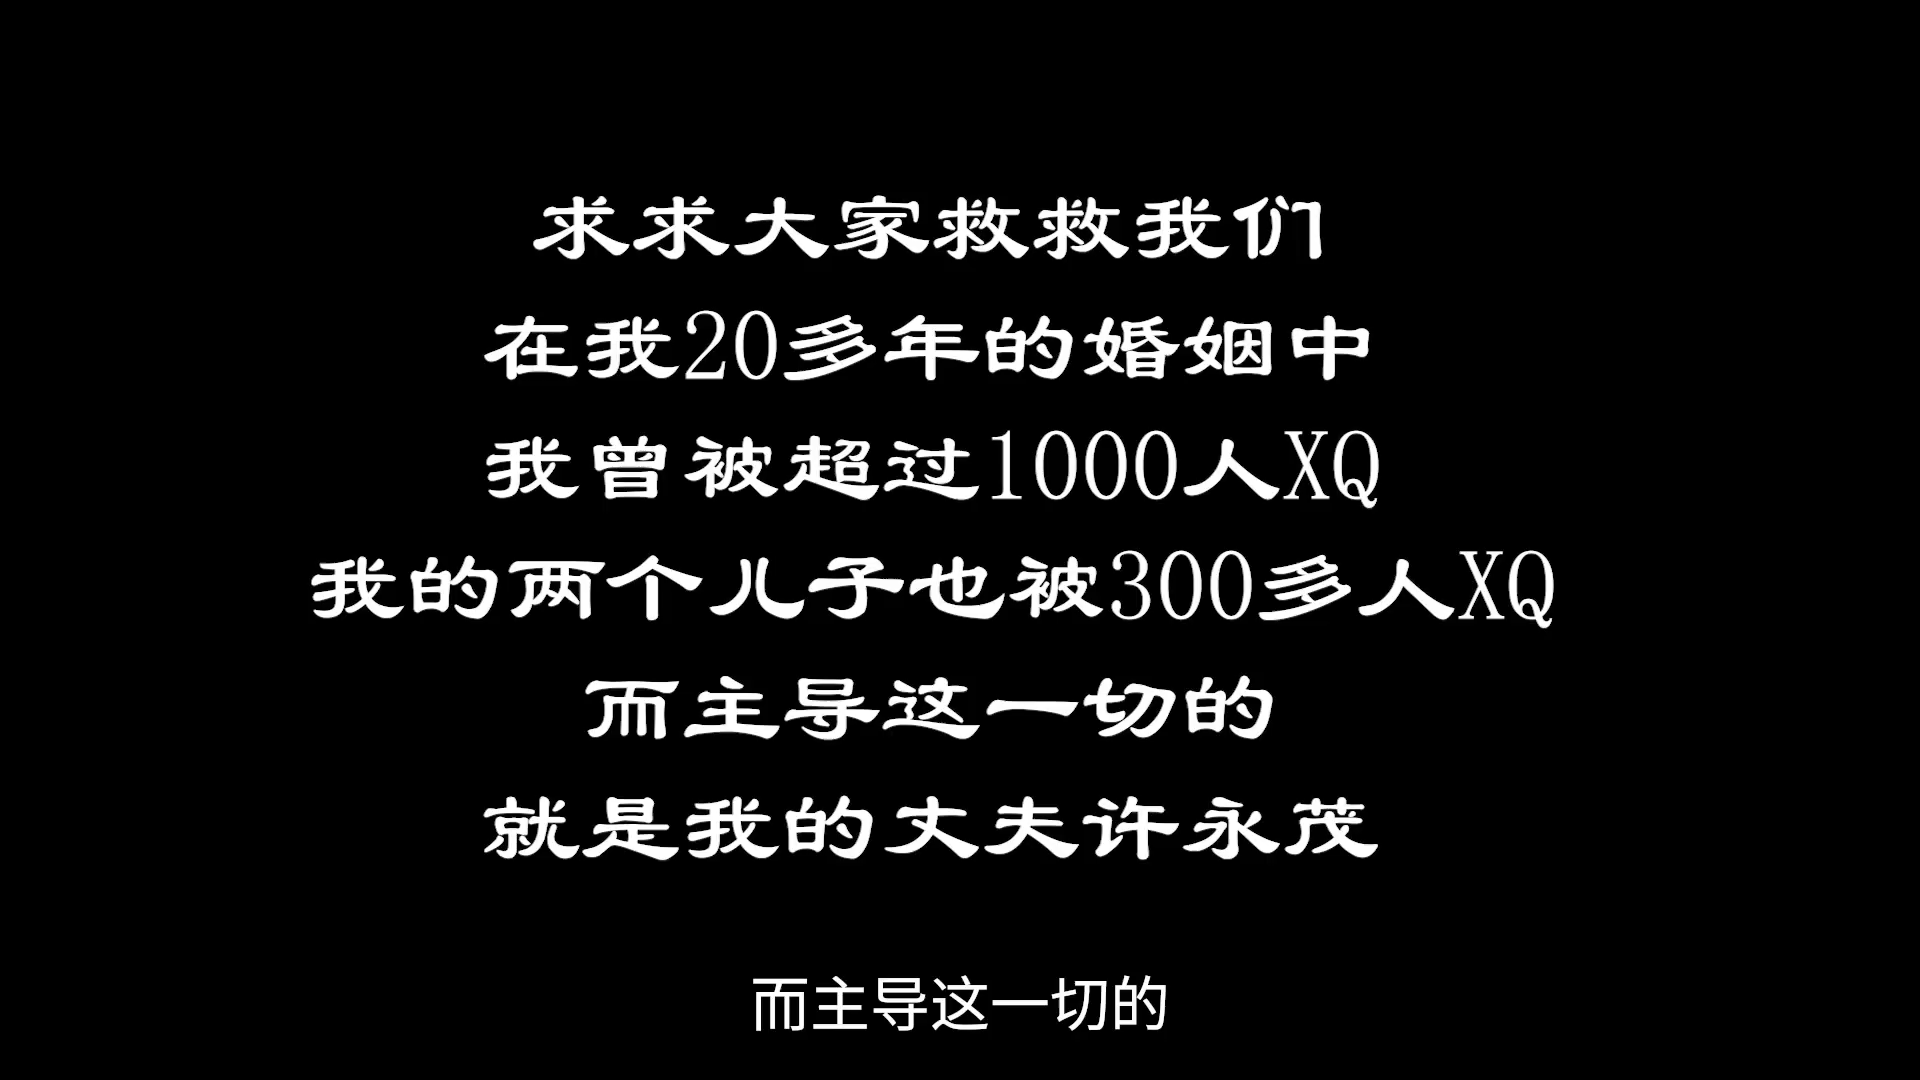 求求大家救救我们
在我20多年的婚姻中
我曾被超过1000人XQ
我的两个儿子也被300多人XQ
而主导这一切的
就是我的丈夫许永茂
而主导这一切的